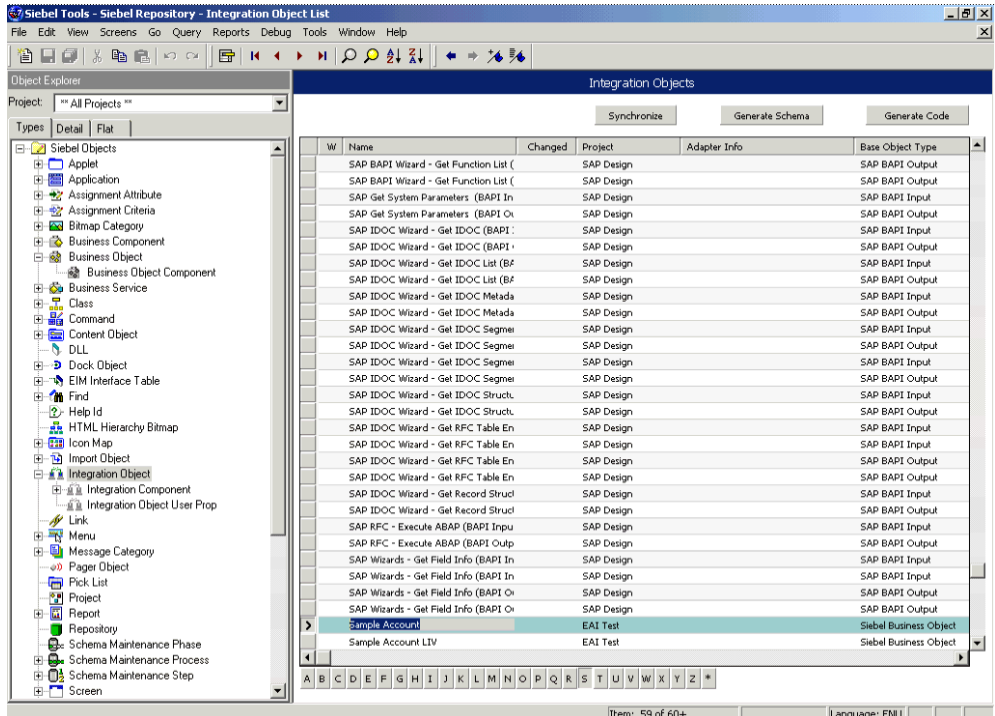 Siebel Tools - Siebel Repository - Integration Object List
File Edit View Screens Go Query Reports Debug Tools Window Help
Object Explorer
Project: ** All Projects **
Types Detail Flat
Siebel Objects
Applet
Application
Assignment Attribute
Assignment Criteria
Bitmap Category
Business Component
Business Object
Business Object Component
Business Service
Class
Command
Content Object
DLL
Dock Object
EIM Interface Table
Find
Help Id
HTML Hierarchy Bitmap
Icon Map
Import Object
Integration Object
Integration Component
Integration Object User Prop
Link
Menu
Message Category
Pager Object
Pick List
Project
Report
Repository
Schema Maintenance Phase
Schema Maintenance Process
Schema Maintenance Step
Screen
Integration Objects
Synchronize Generate Schema Generate Code
W Name Changed Project Adapter Info Base Object Type
SAP BAPI Wizard - Get Function List ( SAP Design SAP BAPI Output
SAP BAPI Wizard - Get Function List ( SAP Design SAP BAPI Output
SAP Get System Parameters (BAPI In SAP Design SAP BAPI Input
SAP Get System Parameters (BAPI Ou SAP Design SAP BAPI Output
SAP IDOC Wizard - Get IDOC (BAPI SAP Design SAP BAPI Input
SAP IDOC Wizard - Get IDOC (BAPI SAP Design SAP BAPI Output
SAP IDOC Wizard - Get IDOC List (BA SAP Design SAP BAPI Input
SAP IDOC Wizard - Get IDOC List (BA SAP Design SAP BAPI Output
SAP IDOC Wizard - Get IDOC Metada SAP Design SAP BAPI Input
SAP IDOC Wizard - Get IDOC Metada SAP Design SAP BAPI Output
SAP IDOC Wizard - Get IDOC Segmer SAP Design SAP BAPI Input
SAP IDOC Wizard - Get IDOC Segmer SAP Design SAP BAPI Output
SAP IDOC Wizard - Get IDOC Segmer SAP Design SAP BAPI Input
SAP IDOC Wizard - Get IDOC Segmer SAP Design SAP BAPI Output
SAP IDOC Wizard - Get IDOC Structu SAP Design SAP BAPI Input
SAP IDOC Wizard - Get IDOC Structu SAP Design SAP BAPI Output
SAP IDOC Wizard - Get RFC Table En SAP Design SAP BAPI Input
SAP IDOC Wizard - Get RFC Table En SAP Design SAP BAPI Output
SAP IDOC Wizard - Get RFC Table En SAP Design SAP BAPI Output
SAP IDOC Wizard - Get Record Struct SAP Design SAP BAPI Input
SAP IDOC Wizard - Get Record Struct SAP Design SAP BAPI Output
SAP RFC - Execute ABAP (BAPI Inpu SAP Design SAP BAPI Input
SAP RFC - Execute ABAP (BAPI Outp SAP Design SAP BAPI Output
SAP Wizards - Get Field Info (BAPI In SAP Design SAP BAPI Input
SAP Wizards - Get Field Info (BAPI In SAP Design SAP BAPI Input
SAP Wizards - Get Field Info (BAPI Ou SAP Design SAP BAPI Output
SAP Wizards - Get Field Info (BAPI Ou SAP Design SAP BAPI Output
Sample Account EAI Test Siebel Business Object
Sample Account LIV EAI Test Siebel Business Object
A B C D E F G H I J K L M N O P Q R S T U V W X Y Z *
Item: 59 of 60+ Language: ENU